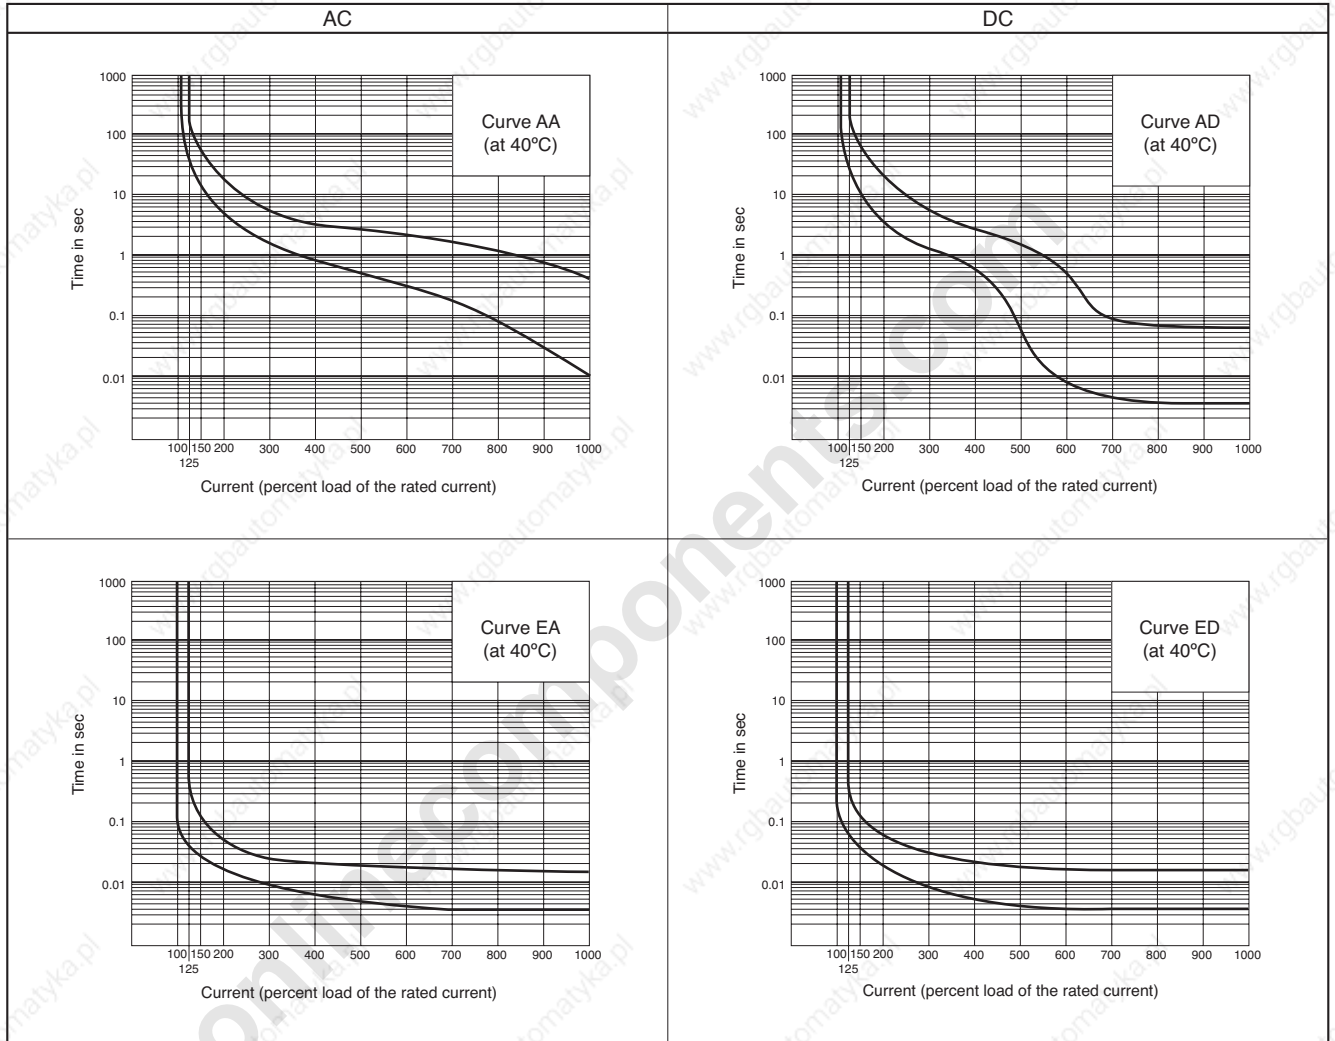 AC
DC
1000
100
10
1
0.1
0.01
Time in sec
Curve AA
(at 40ºC)
100 150 200 300 400 500 600 700 800 900 1000
125
Current (percent load of the rated current)
1000
100
10
1
0.1
0.01
Time in sec
Curve AD
(at 40ºC)
100 150 200 300 400 500 600 700 800 900 1000
125
Current (percent load of the rated current)
1000
100
10
1
0.1
0.01
Time in sec
Curve EA
(at 40ºC)
100 150 200 300 400 500 600 700 800 900 1000
125
Current (percent load of the rated current)
1000
100
10
1
0.1
0.01
Time in sec
Curve ED
(at 40ºC)
100 150 200 300 400 500 600 700 800 900 1000
125
Current (percent load of the rated current)
onlinecomponents.com
www.rgbautomatyka.pl